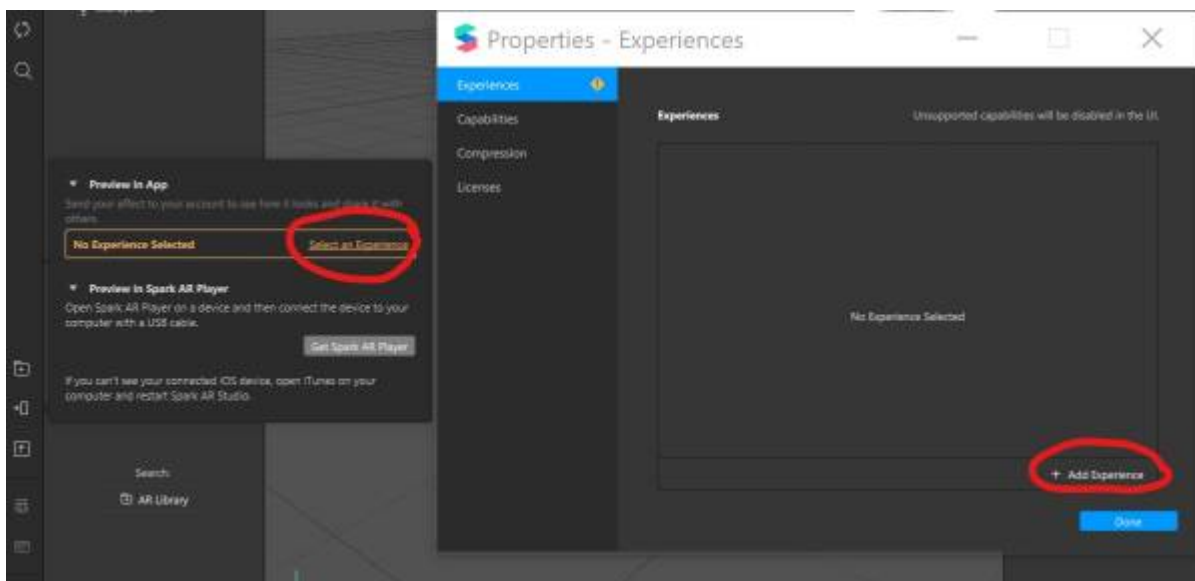 Preview in App
Send your effect to your account to see how it looks and share it with
others.
No Experience Selected Select an Experience
Preview in Spark AR Player
Open Spark AR Player on a device and then connect the device to your
computer with a USB cable.
Get Spark AR Player
If you can't see your connected iOS device, open iTunes on your
computer and restart Spark AR Studio.
Search:
AR Library
Properties - Experiences
Experiences
Capabilities
Compression
Licenses
Experiences Unsupported capabilities will be disabled in the UI.
No Experience Selected
+ Add Experience
Done